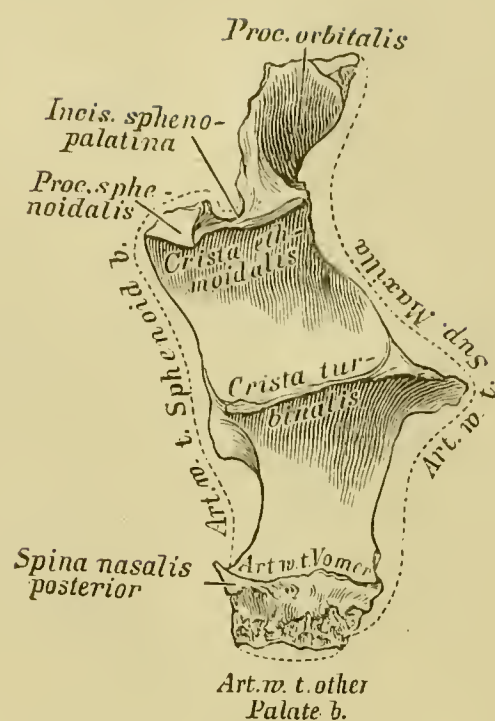 Proc. orbitalis
Incis. spheno-
palatina
Proc. sphe-
noidalis
Crista eth-
moidalis
Art. w. t. Sphenoid b.
Art. w. t.
Sup. Maxilla
Crista tur-
binalis
Spina nasalis
posterior
Art. w. t. Vomer
Art. w. t. other
Palate b.